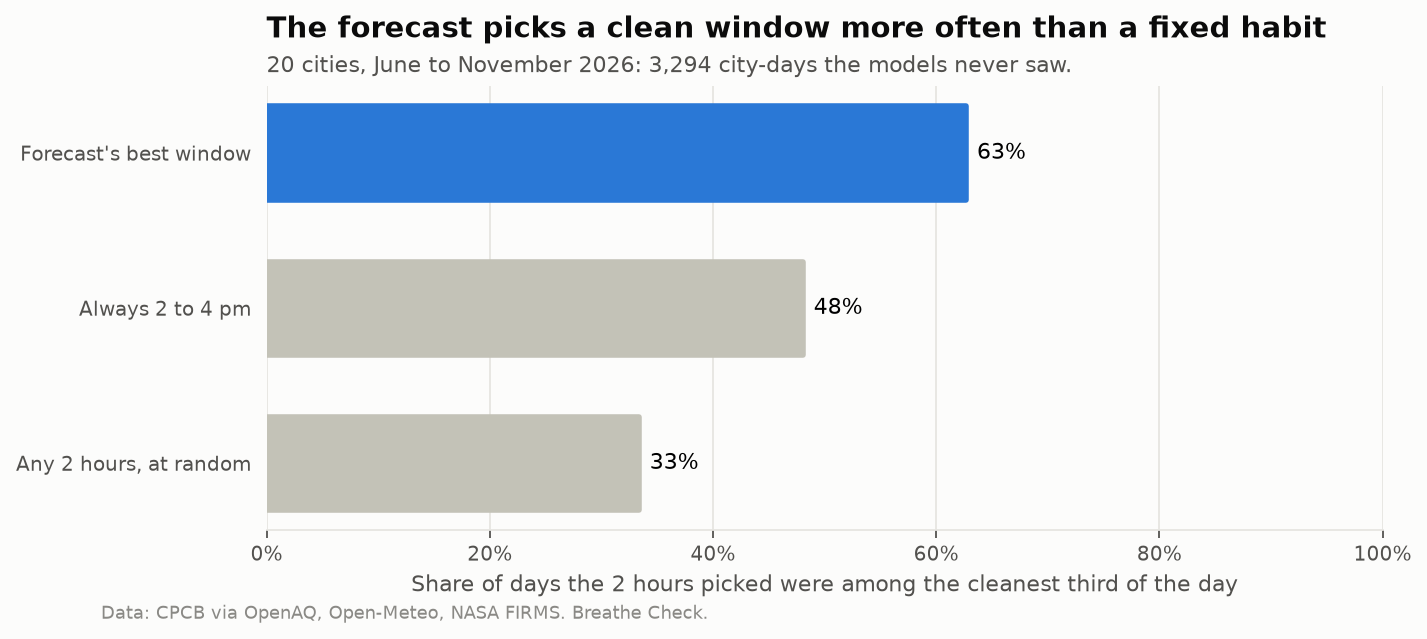 The forecast picks a clean window more often than a fixed habit
20 cities, June to November 2026: 3,294 city-days the models never saw.
Forecast's best window
63%
Always 2 to 4 pm
48%
Any 2 hours, at random
33%
0% 20% 40% 60% 80% 100%
Share of days the 2 hours picked were among the cleanest third of the day
Data: CPCB via OpenAQ, Open-Meteo, NASA FIRMS. Breathe Check.